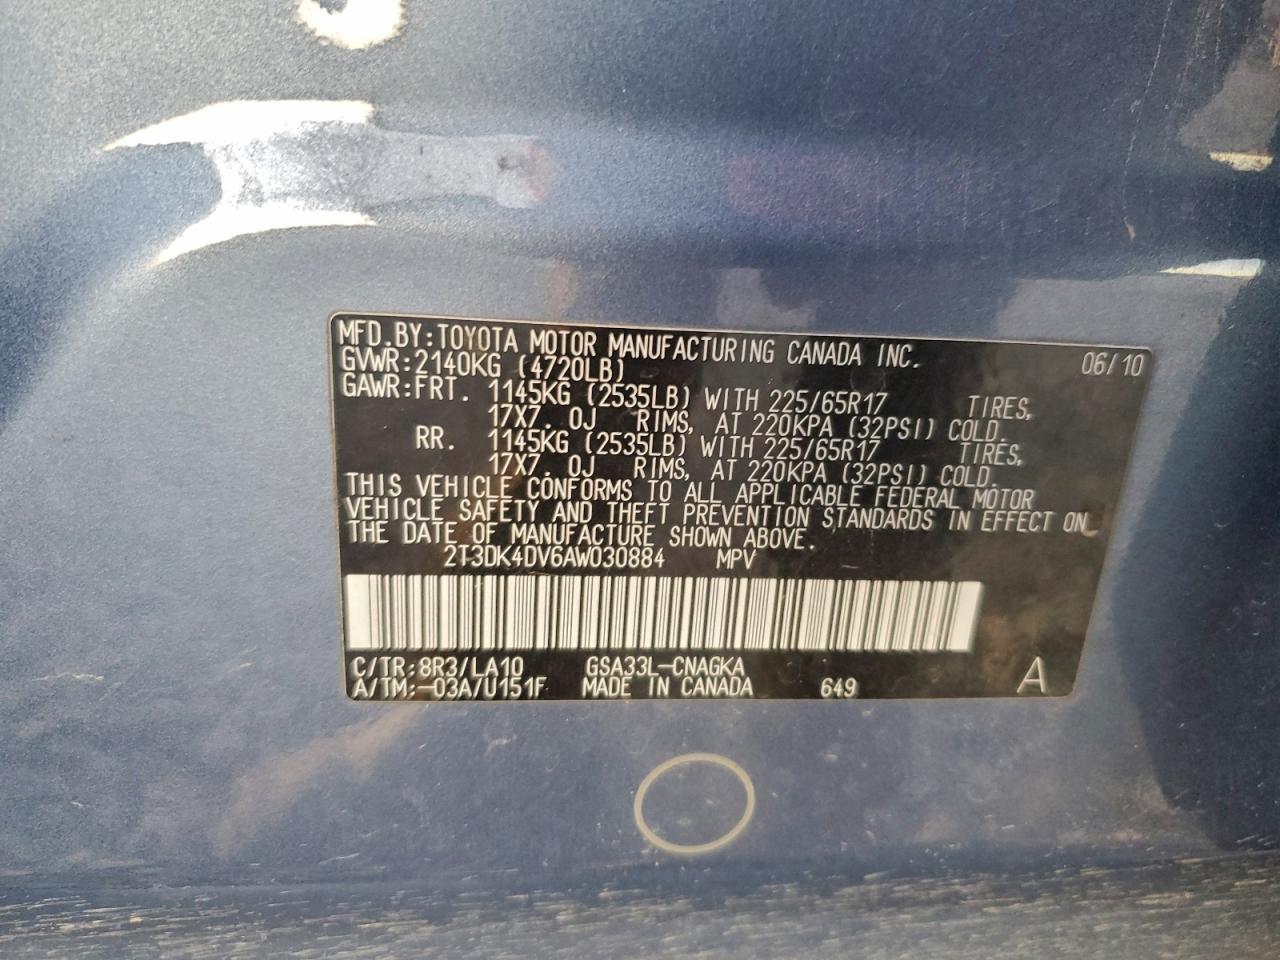 MFD.BY:TOYOTA MOTOR MANUFACTURING CANADA INC. 06/10
GVWR:2140KG (4720LB)
GAWR:FRT. 1145KG (2535LB) WITH 225/65R17 TIRES,
17X7.0J RIMS, AT 220KPA (32PSI) COLD.
RR. 1145KG (2535LB) WITH 225/65R17 TIRES,
17X7.0J RIMS, AT 220KPA (32PSI) COLD.
THIS VEHICLE CONFORMS TO ALL APPLICABLE FEDERAL MOTOR
VEHICLE SAFETY AND THEFT PREVENTION STANDARDS IN EFFECT ON
THE DATE OF MANUFACTURE SHOWN ABOVE.
2T3DK4DV6AW030884 MPV
C/TR:8R3/LA10 GSA33L-CNAGKA
A/TM:-03A/U151F MADE IN CANADA 649 A